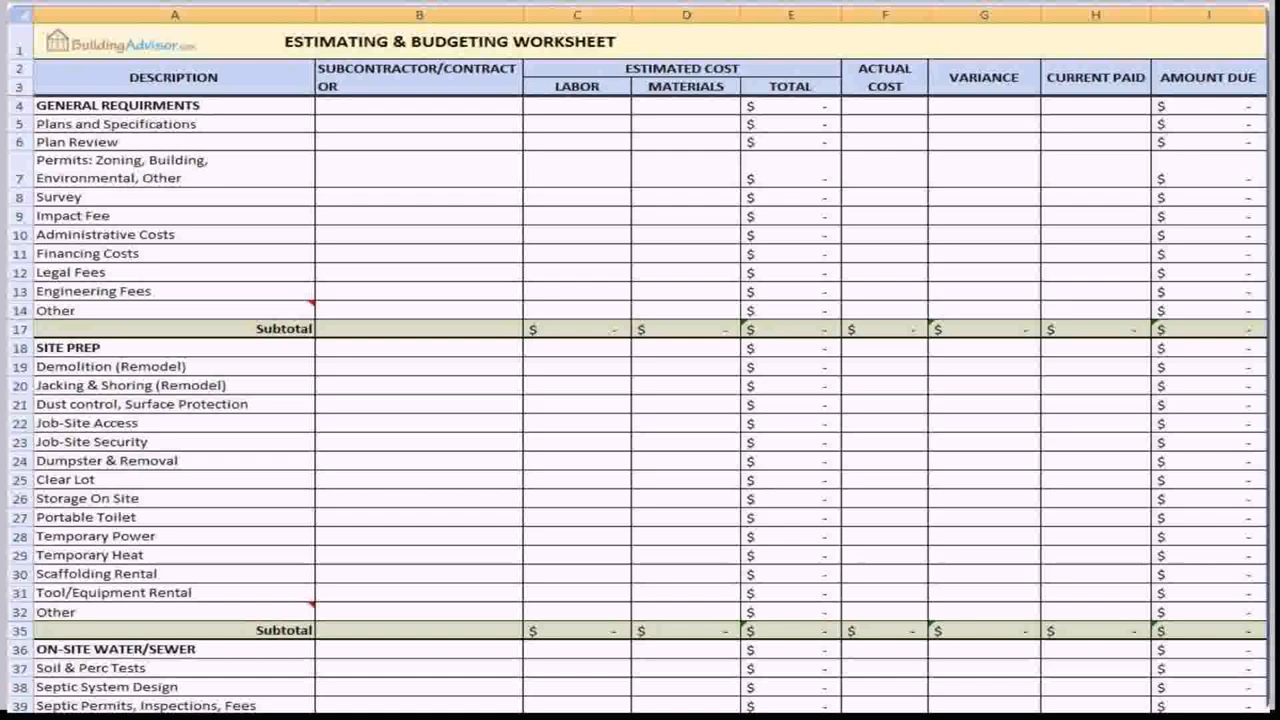 A B C D E F G H I
1 BuildingAdvisor.com ESTIMATING & BUDGETING WORKSHEET
2 SUBCONTRACTOR/CONTRACT ESTIMATED COST ACTUAL
DESCRIPTION VARIANCE CURRENT PAID AMOUNT DUE
3 OR LABOR MATERIALS TOTAL COST
4 GENERAL REQUIRMENTS $ - $ -
5 Plans and Specifications $ - $ -
6 Plan Review $ - $ -
Permits: Zoning, Building,
7 Environmental, Other $ - $ -
8 Survey $ - $ -
9 Impact Fee $ - $ -
10 Administrative Costs $ - $ -
11 Financing Costs $ - $ -
12 Legal Fees $ - $ -
13 Engineering Fees $ - $ -
14 Other $ - $ -
17 Subtotal $ - $ - $ - $ - $ - $ - $ -
18 SITE PREP $ - $ -
19 Demolition (Remodel) $ - $ -
20 Jacking & Shoring (Remodel) $ - $ -
21 Dust control, Surface Protection $ - $ -
22 Job-Site Access $ - $ -
23 Job-Site Security $ - $ -
24 Dumpster & Removal $ - $ -
25 Clear Lot $ - $ -
26 Storage On Site $ - $ -
27 Portable Toilet $ - $ -
28 Temporary Power $ - $ -
29 Temporary Heat $ - $ -
30 Scaffolding Rental $ - $ -
31 Tool/Equipment Rental $ - $ -
32 Other $ - $ -
35 Subtotal $ - $ - $ - $ - $ - $ - $ -
36 ON-SITE WATER/SEWER $ - $ -
37 Soil & Perc Tests $ - $ -
38 Septic System Design $ - $ -
39 Septic Permits, Inspections, Fees $ - $ -